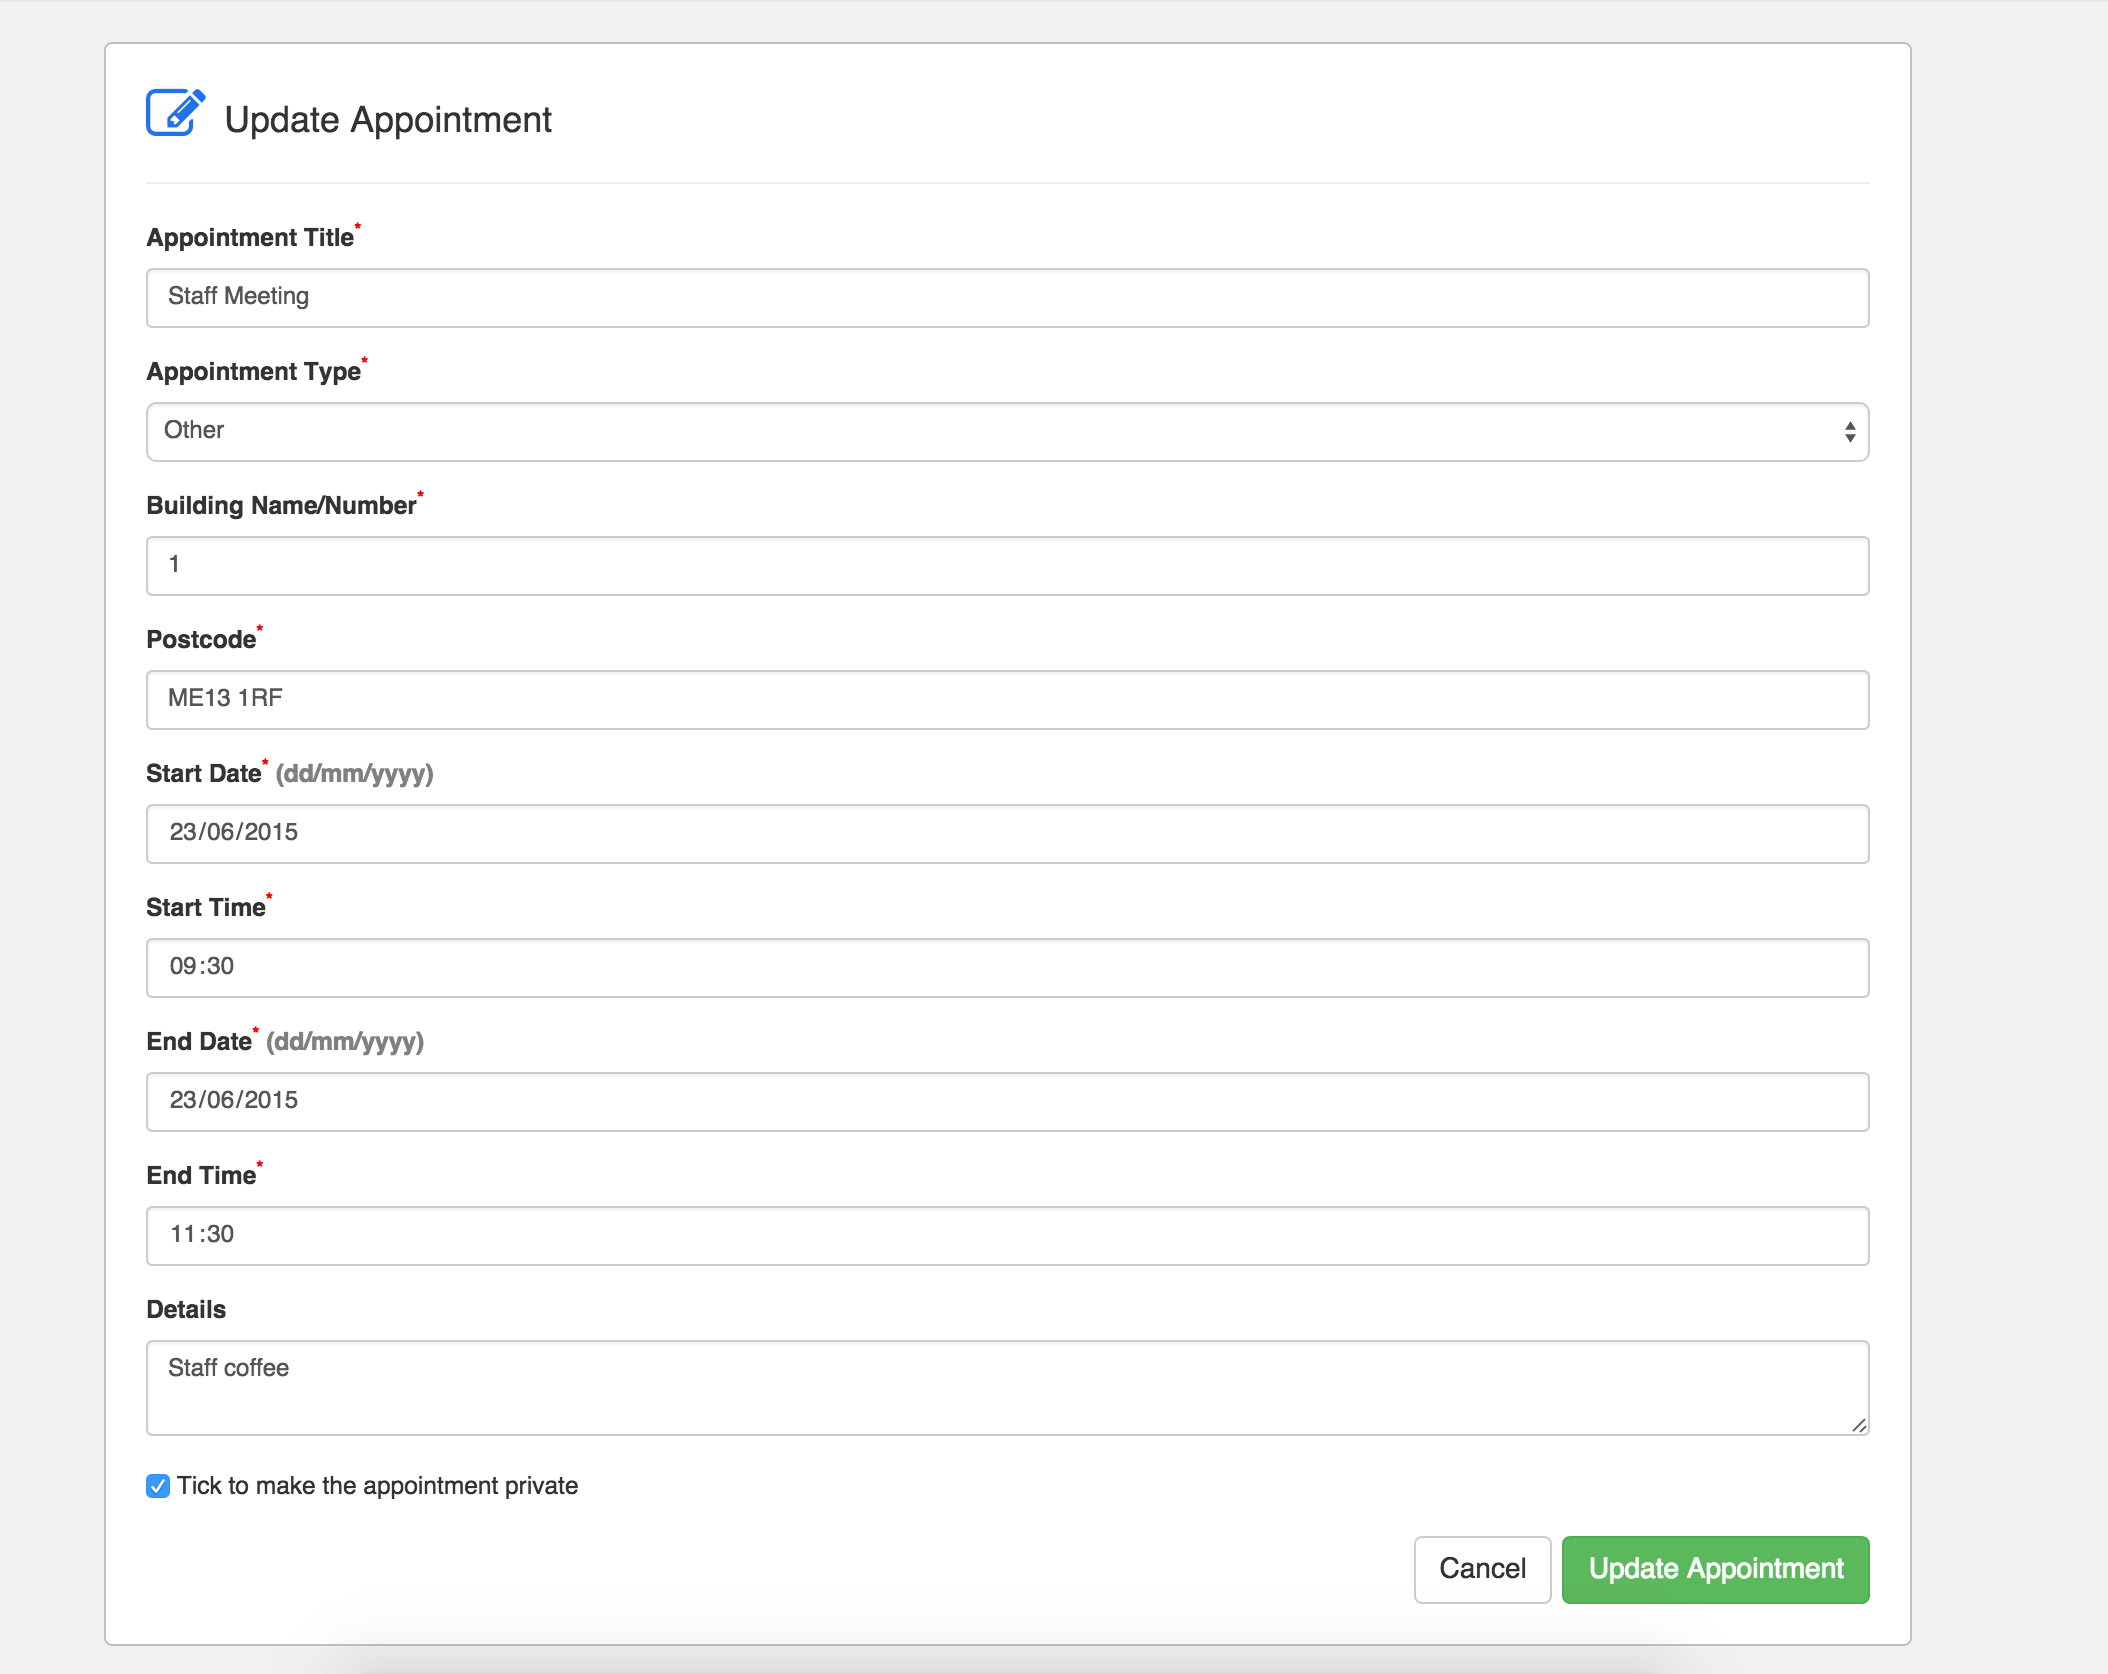 Update Appointment
Appointment Title*
Staff Meeting
Appointment Type*
Other
Building Name/Number*
1
Postcode*
ME13 1RF
Start Date* (dd/mm/yyyy)
23/06/2015
Start Time*
09:30
End Date* (dd/mm/yyyy)
23/06/2015
End Time*
11:30
Details
Staff coffee
Tick to make the appointment private
Cancel Update Appointment